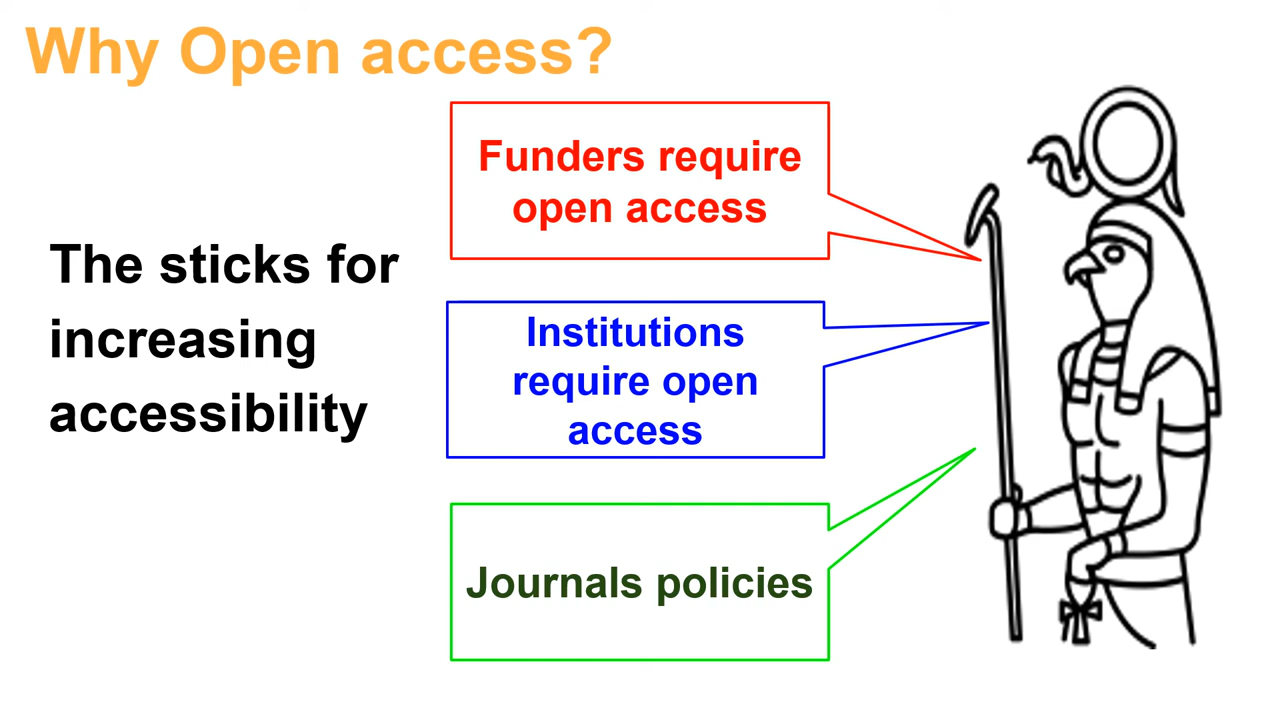 Why Open access?
The sticks for
increasing
accessibility
Funders require
open access
Institutions
require open
access
Journals policies